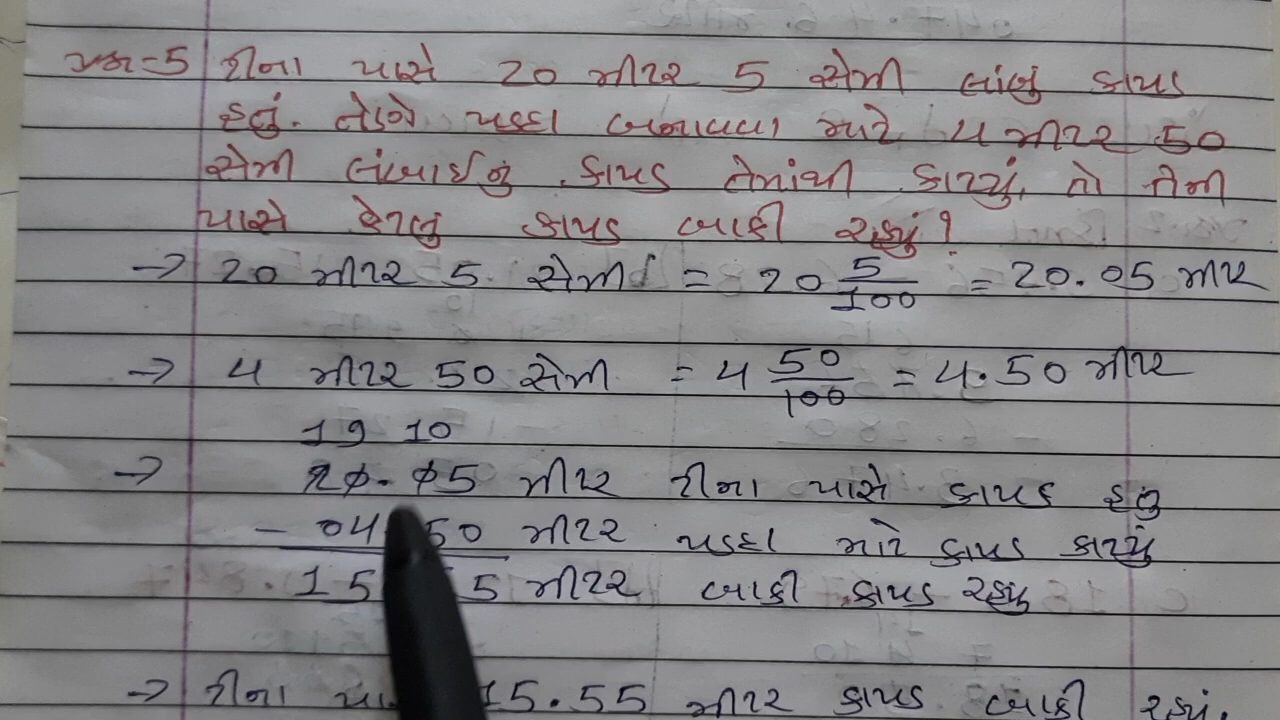 પ્રશ્ન-5 ટીના પાસે 20 મીટર 5 સેમી લાંબુ કાપડ
હતું. તેણે પડદા બનાવવા માટે 4 મીટર 50
સેમી લંબાઈનું કાપડ તેમાંથી કાપ્યું, તો તેની
પાસે કેટલું કાપડ બાકી રહ્યું?
→ 20 મીટર 5 સેમી = 20 5/100 = 20.05 મીટર
→ 4 મીટર 50 સેમી = 4 50/100 = 4.50 મીટર
19 10
→ 20.05 મીટર ટીના પાસે કાપડ હતુ
- 04 50 મીટર પડદા માટે કાપડ કાપ્યું
15 5 મીટર બાકી કાપડ રહ્યુ
→ ટીના 15.55 મીટર કાપડ બાકી રહ્યું.